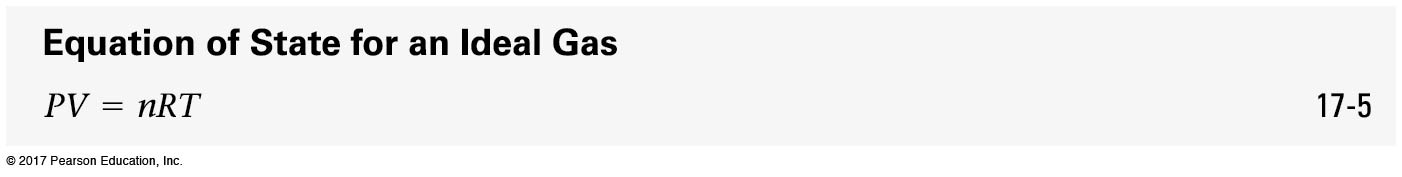 Equation of State for an Ideal Gas
PV = nRT 17-5
© 2017 Pearson Education, Inc.